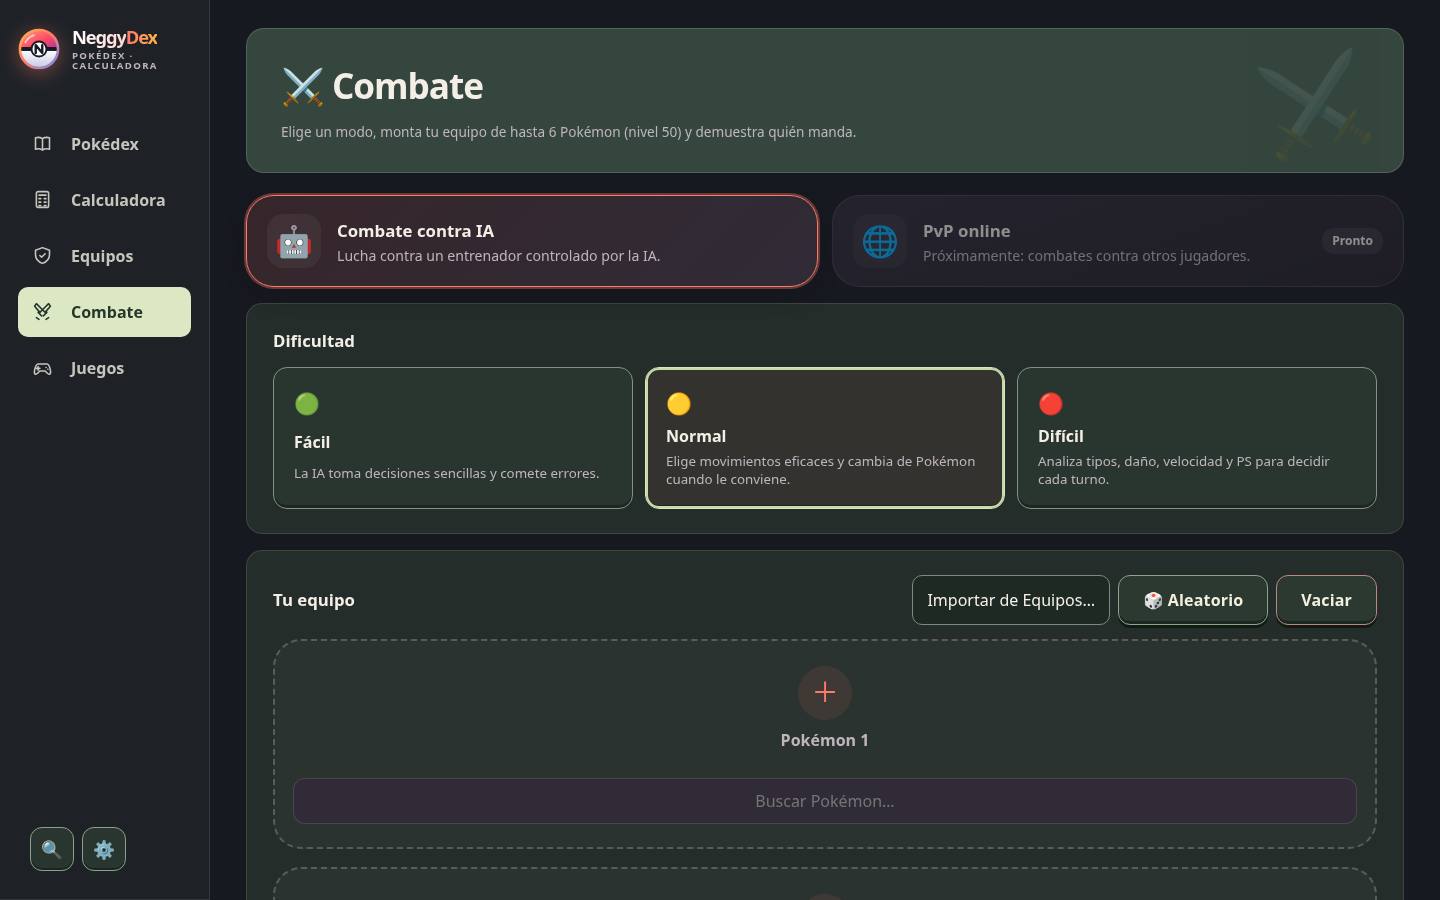 NeggyDex
POKÉDEX ·
CALCULADORA
Pokédex
Calculadora
Equipos
Combate
Juegos
Combate
Elige un modo, monta tu equipo de hasta 6 Pokémon (nivel 50) y demuestra quién manda.
Combate contra IA
Lucha contra un entrenador controlado por la IA.
PvP online
Próximamente: combates contra otros jugadores.
Pronto
Dificultad
Fácil
La IA toma decisiones sencillas y comete errores.
Normal
Elige movimientos eficaces y cambia de Pokémon
cuando le conviene.
Difícil
Analiza tipos, daño, velocidad y PS para decidir
cada turno.
Tu equipo
Importar de Equipos...
Aleatorio
Vaciar
Pokémon 1
Buscar Pokémon...